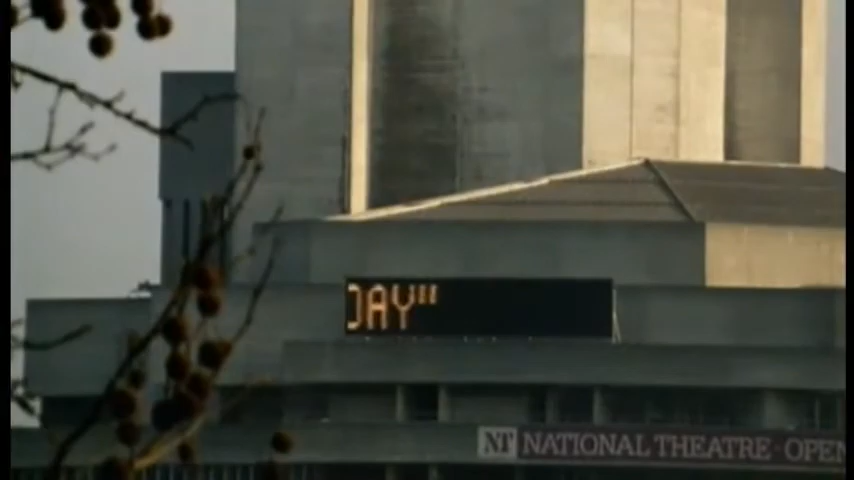 DAY"
NT NATIONAL THEATRE · OPEN